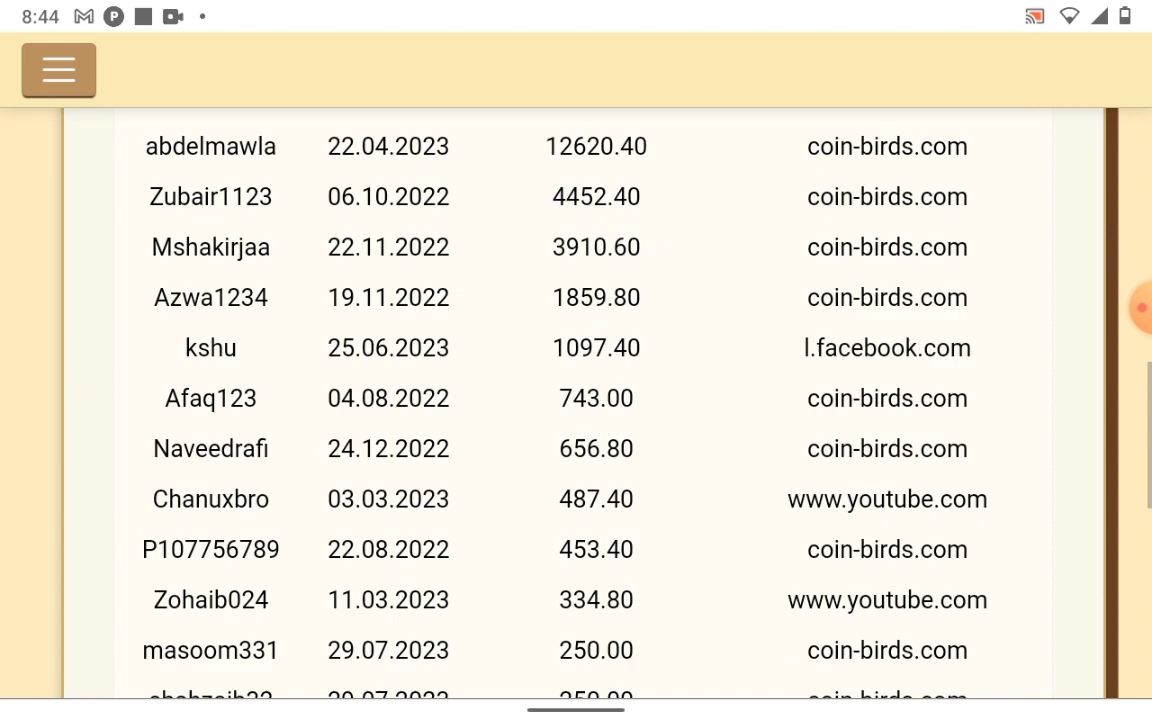 8:44
abdelmawla 22.04.2023 12620.40 coin-birds.com
Zubair1123 06.10.2022 4452.40 coin-birds.com
Mshakirjaa 22.11.2022 3910.60 coin-birds.com
Azwa1234 19.11.2022 1859.80 coin-birds.com
kshu 25.06.2023 1097.40 l.facebook.com
Afaq123 04.08.2022 743.00 coin-birds.com
Naveedrafi 24.12.2022 656.80 coin-birds.com
Chanuxbro 03.03.2023 487.40 www.youtube.com
P107756789 22.08.2022 453.40 coin-birds.com
Zohaib024 11.03.2023 334.80 www.youtube.com
masoom331 29.07.2023 250.00 coin-birds.com